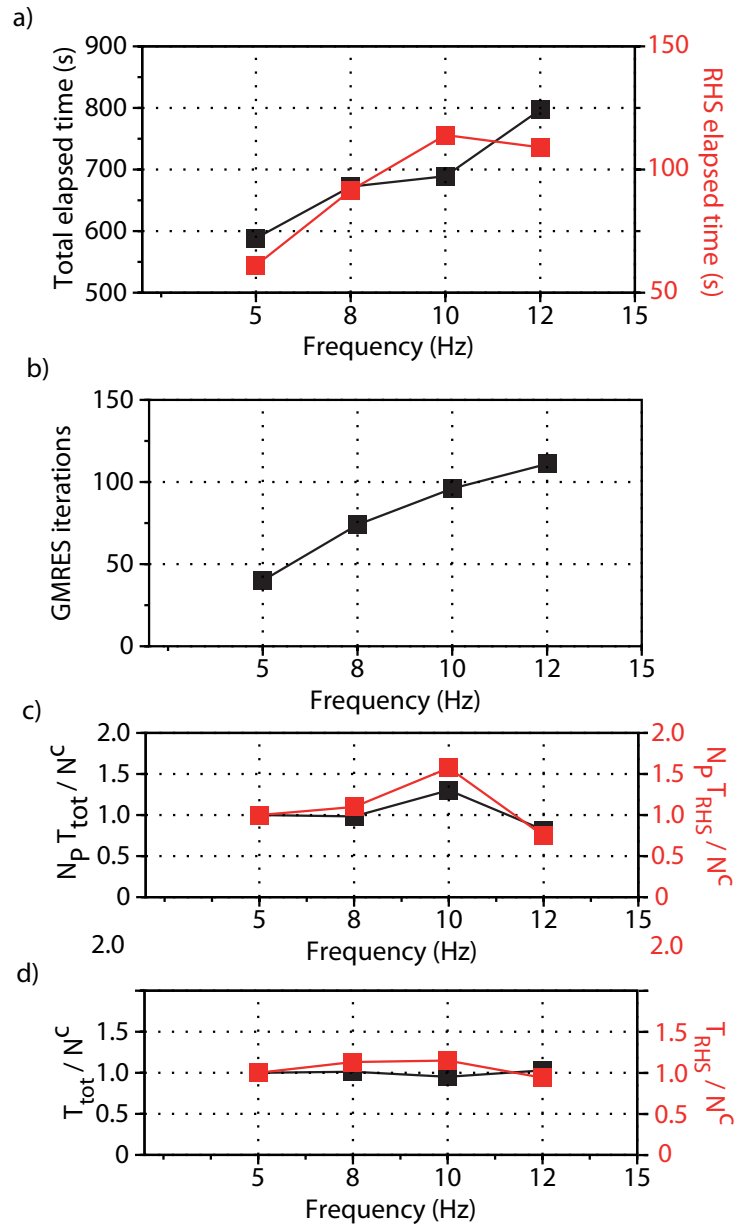 a)
900
800
700
600
500
Total elapsed time (s)
150
100
50
RHS elapsed time (s)
5 8 10 12 15
Frequency (Hz)
b)
150
100
50
0
GMRES iterations
5 8 10 12 15
Frequency (Hz)
c)
2.0
1.5
1.0
0.5
0
N_P T_tot / N^C
2.0
1.5
1.0
0.5
0
N_P T_RHS / N^C
5 8 10 12 15
Frequency (Hz)
2.0 2.0
d)
1.5
1.0
0.5
0
T_tot / N^C
1.5
1.0
0.5
0
T_RHS / N^C
5 8 10 12 15
Frequency (Hz)